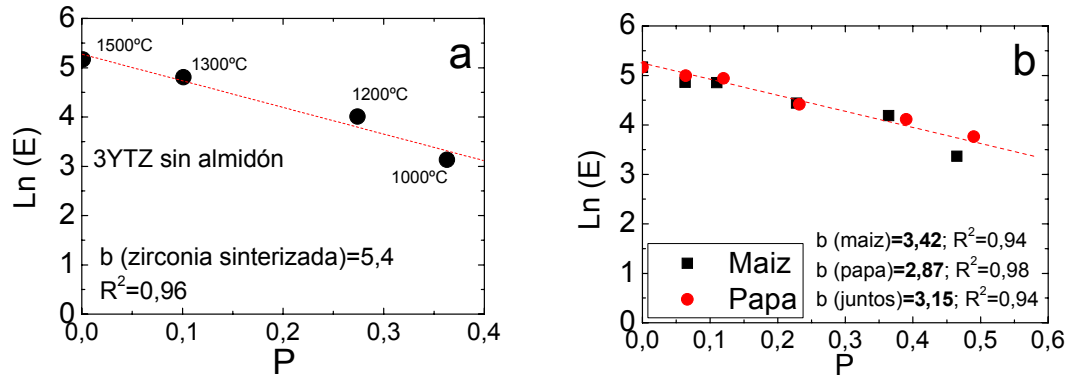 a
6
5
4
3
2
1
0
Ln (E)
1500ºC
1300ºC
1200ºC
1000ºC
3YTZ sin almidón
b (zirconia sinterizada)=5,4
R²=0,96
0,0 0,1 0,2 0,3 0,4
P
b
6
5
4
3
2
1
0
Ln (E)
Maiz
Papa
b (maiz)=3,42; R²=0,94
b (papa)=2,87; R²=0,98
b (juntos)=3,15; R²=0,94
0,0 0,1 0,2 0,3 0,4 0,5 0,6
P